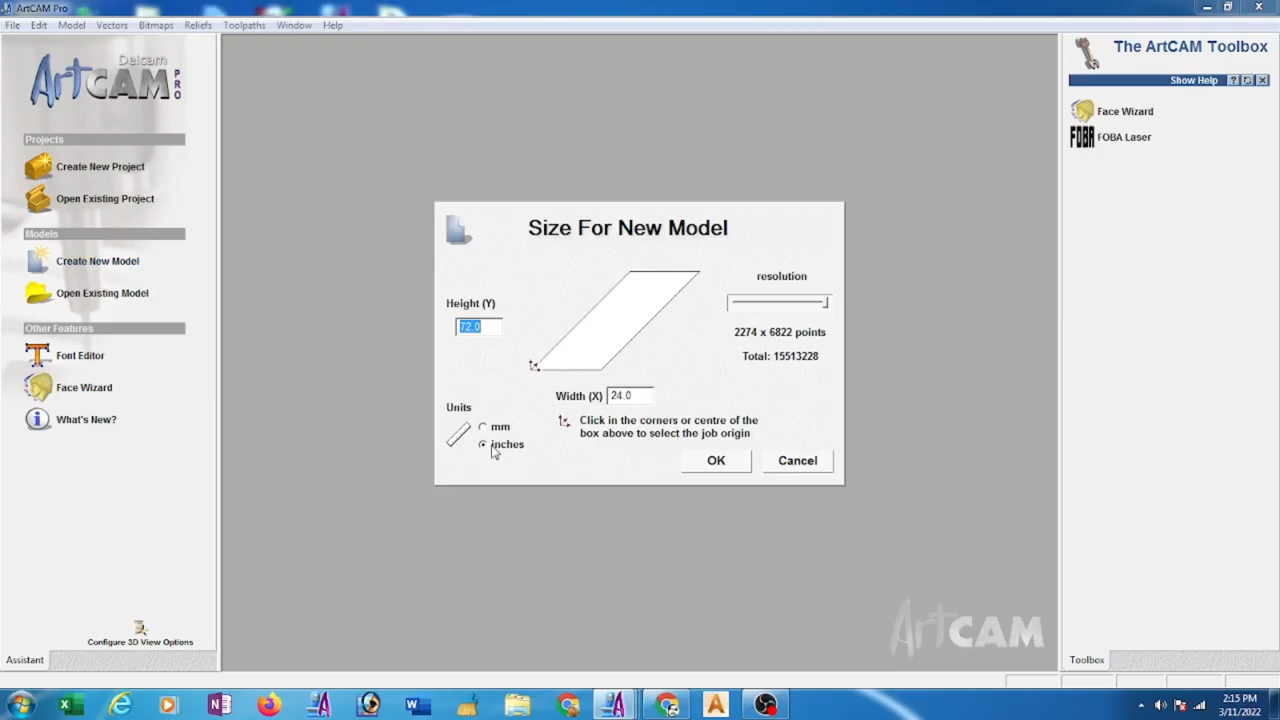 ArtCAM Pro
File Edit Model Vectors Bitmaps Reliefs Toolpaths Window Help
Delcam
ArtCAM PRO
Projects
Create New Project
Open Existing Project
Models
Create New Model
Open Existing Model
Other Features
Font Editor
Face Wizard
What's New?
Configure 3D View Options
Assistant
Size For New Model
resolution
Height (Y)
72.0
2274 x 6822 points
Total: 15513228
Width (X) 24.0
Units
mm
inches
Click in the corners or centre of the
box above to select the job origin
OK Cancel
ArtCAM
The ArtCAM Toolbox
Show Help
Face Wizard
FOBA FOBA Laser
Toolbox
2:15 PM
3/11/2022